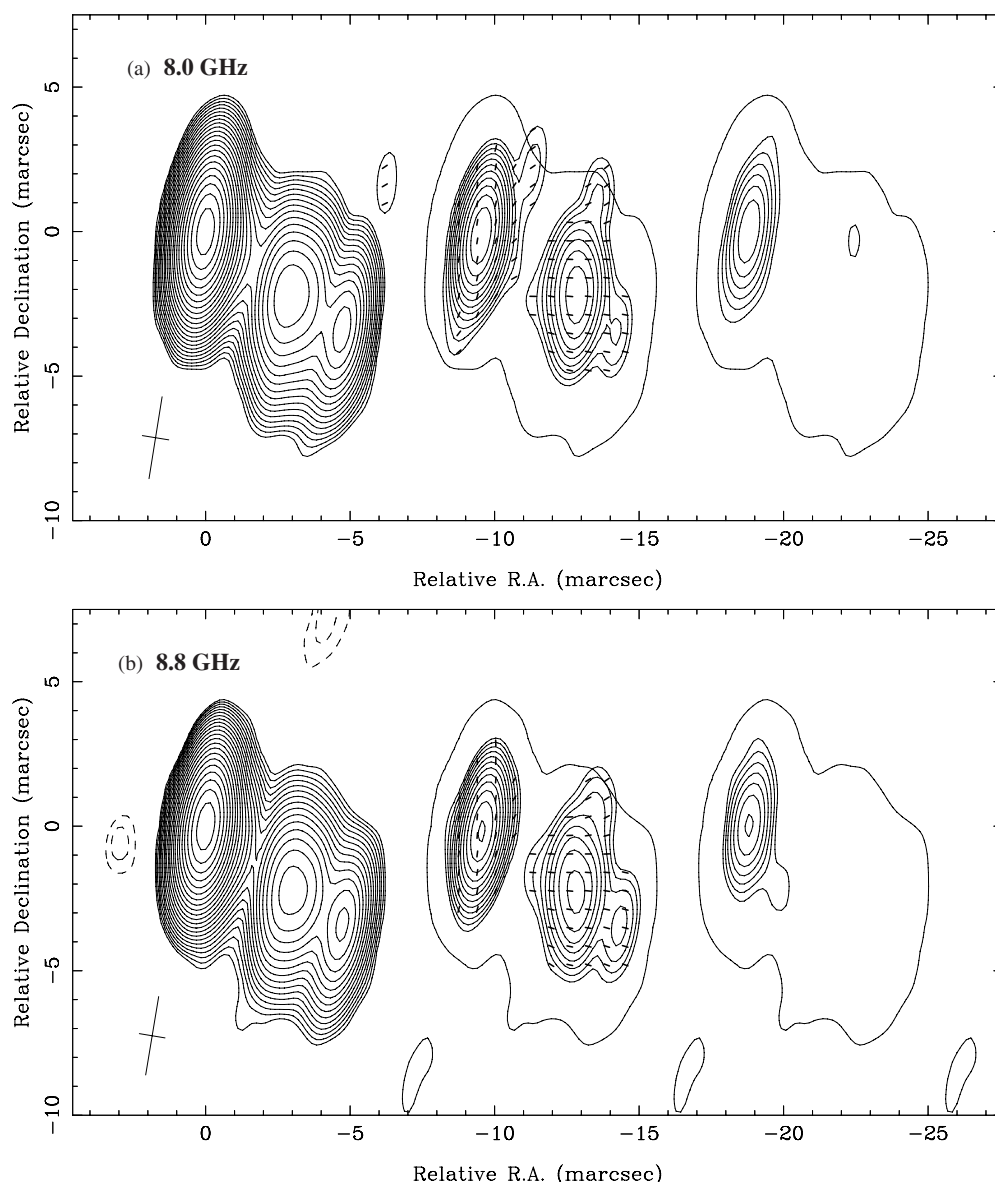 (a) 8.0 GHz
Relative Declination (marcsec)
5
0
−5
−10
0 −5 −10 −15 −20 −25
Relative R.A. (marcsec)
(b) 8.8 GHz
Relative Declination (marcsec)
5
0
−5
−10
0 −5 −10 −15 −20 −25
Relative R.A. (marcsec)